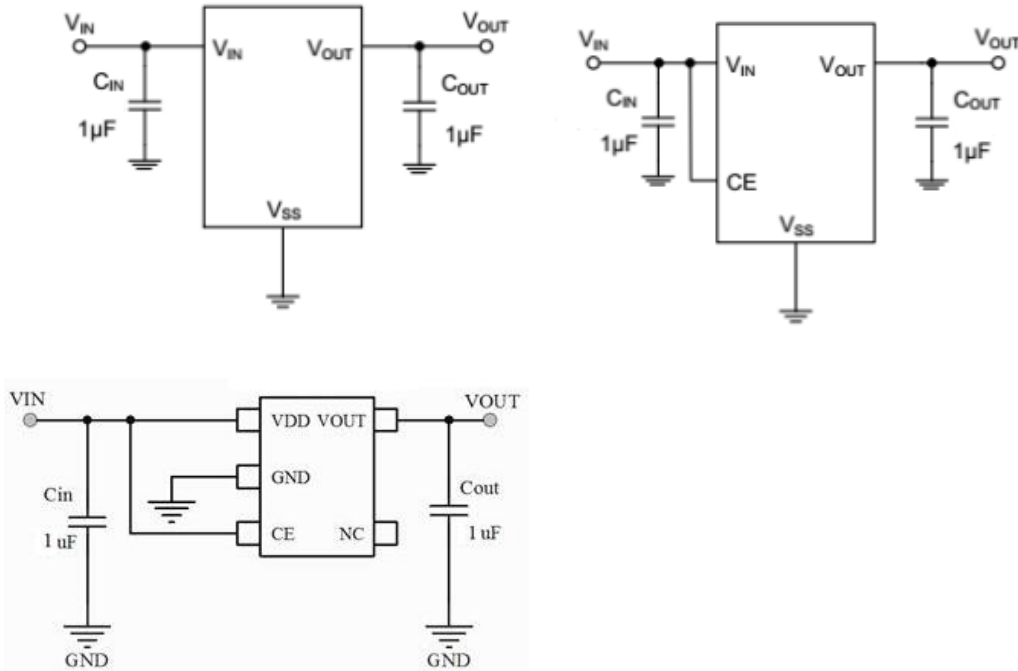 VIN
VIN
VOUT
VOUT
CIN
1µF
COUT
1µF
VSS
VIN
VIN
VOUT
VOUT
CIN
1µF
CE
COUT
1µF
VSS
VIN
VDD
VOUT
VOUT
GND
Cin
1 uF
CE
NC
Cout
1 uF
GND
GND